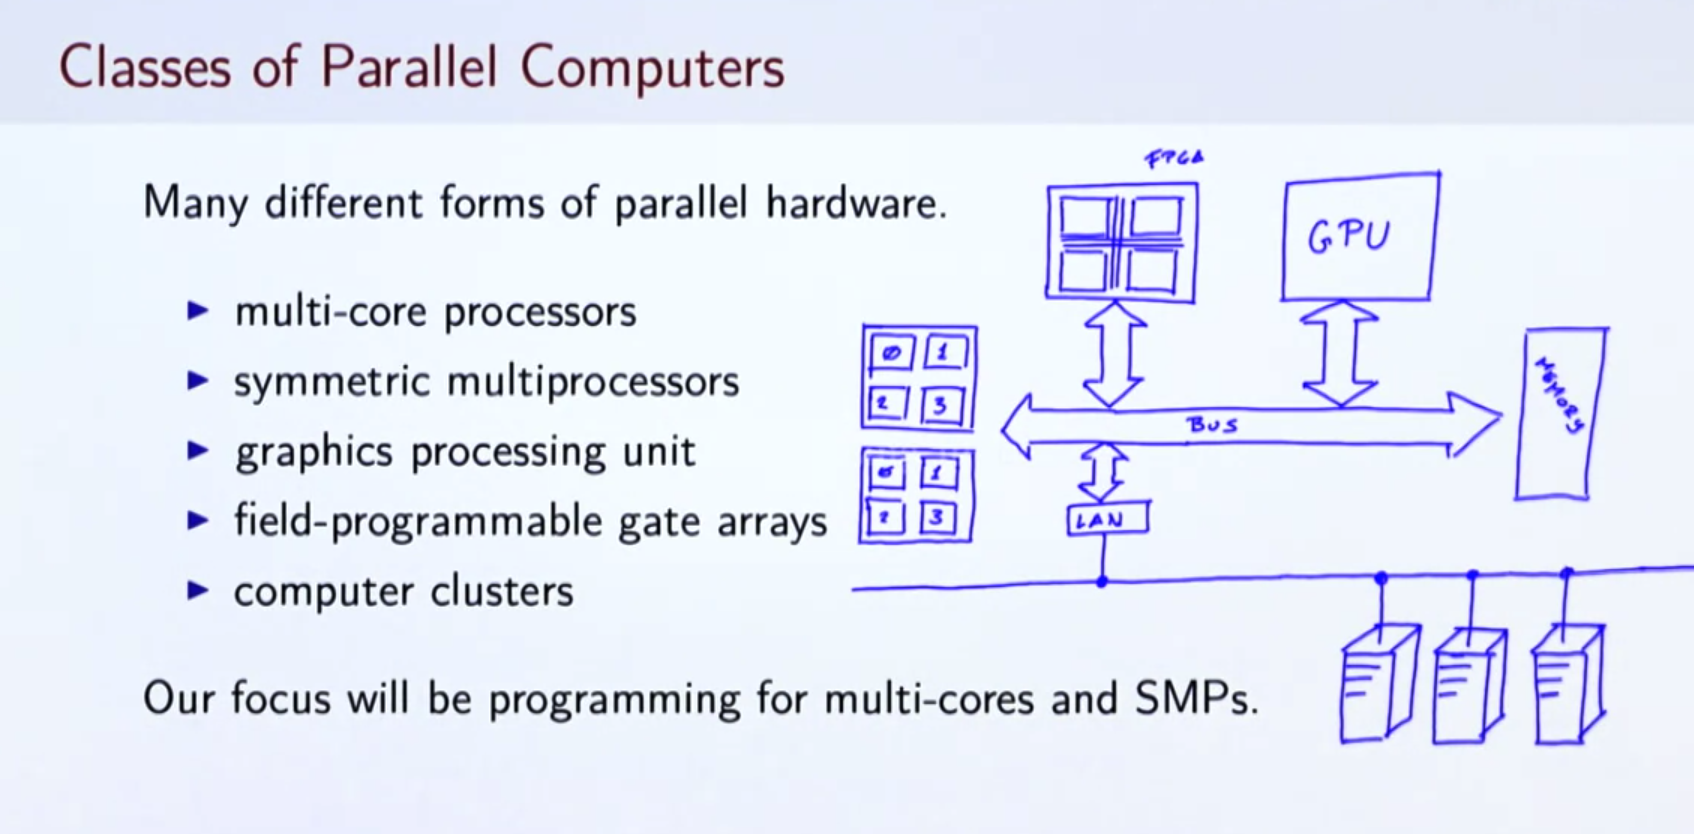 Classes of Parallel Computers
Many different forms of parallel hardware.
▶ multi-core processors
▶ symmetric multiprocessors
▶ graphics processing unit
▶ field-programmable gate arrays
▶ computer clusters
Our focus will be programming for multi-cores and SMPs.
FPGA
GPU
0 1
2 3
0 1
2 3
BUS
MEMORY
LAN